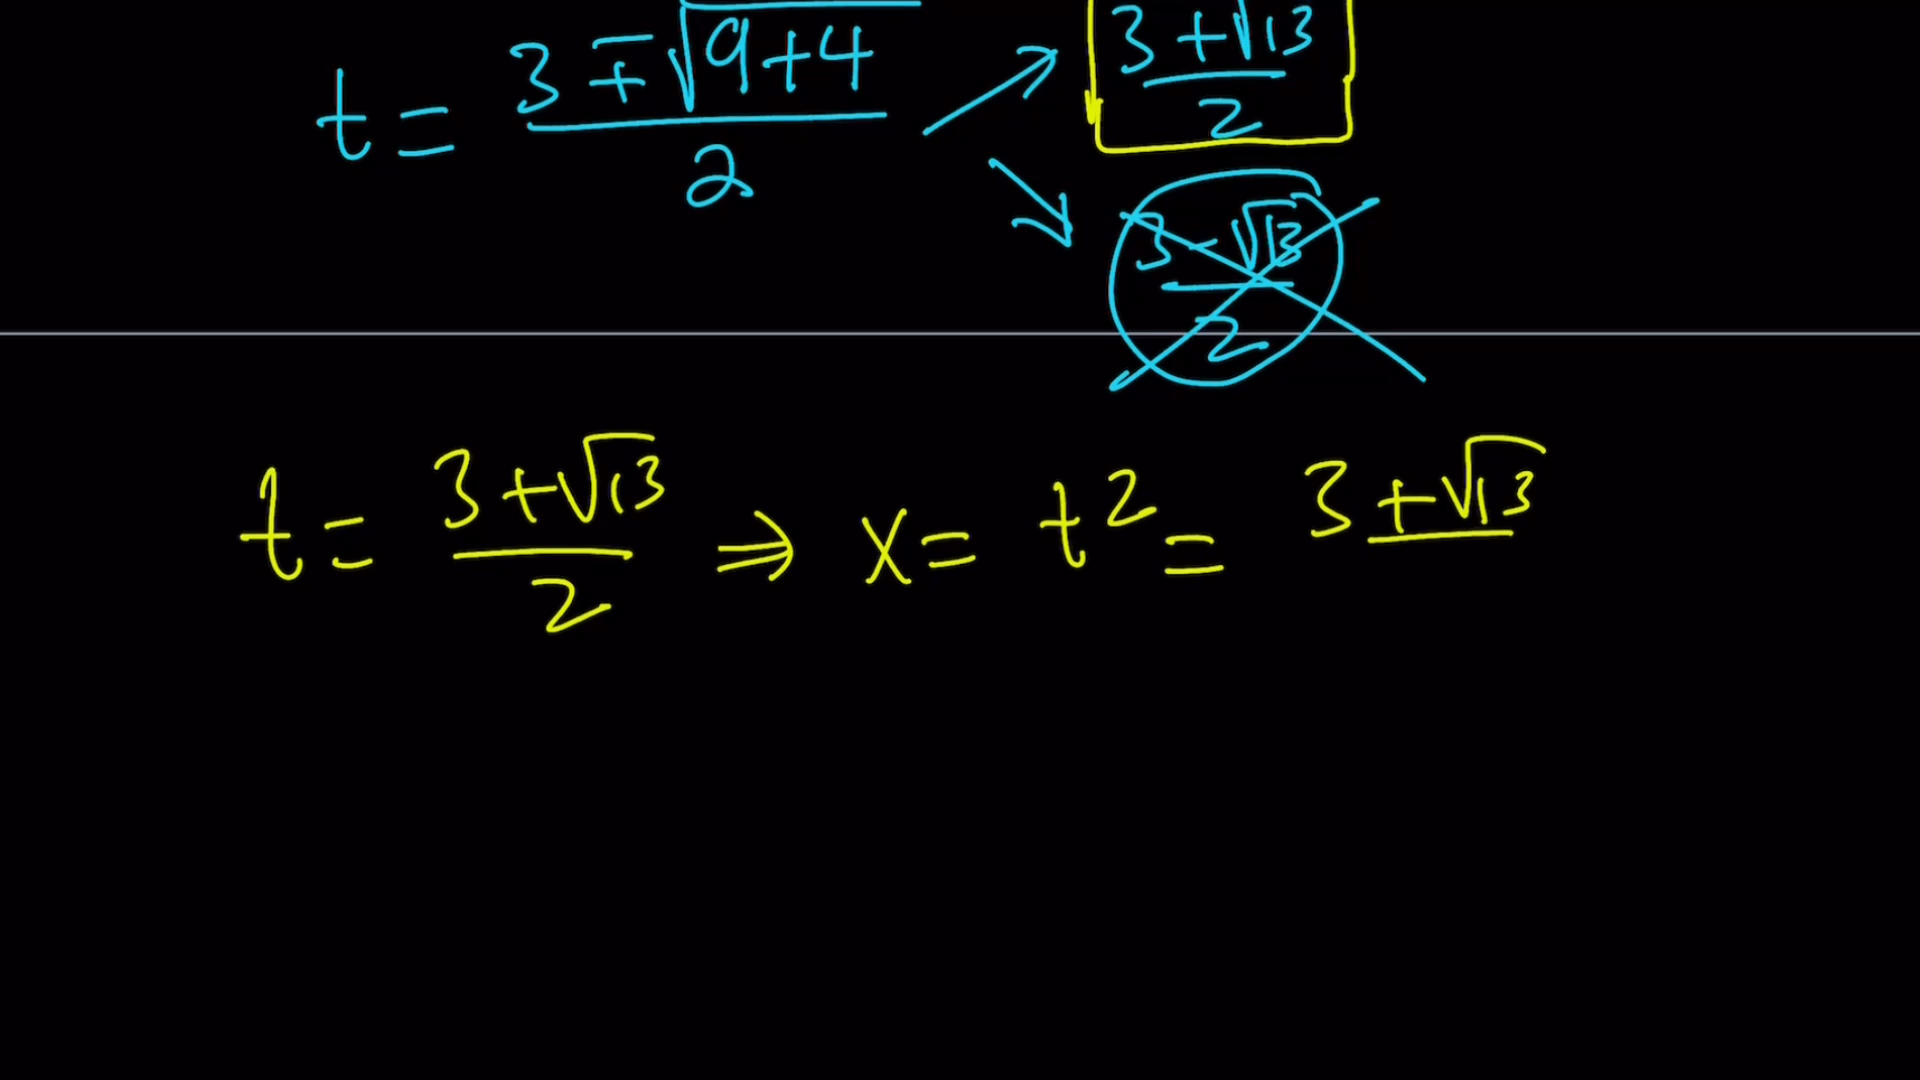 t = (3 ∓ √(9+4))/2 ↗ (3+√13)/2
↘ (3−√13)/2
t = (3+√13)/2 ⇒ x = t² = 3+√13